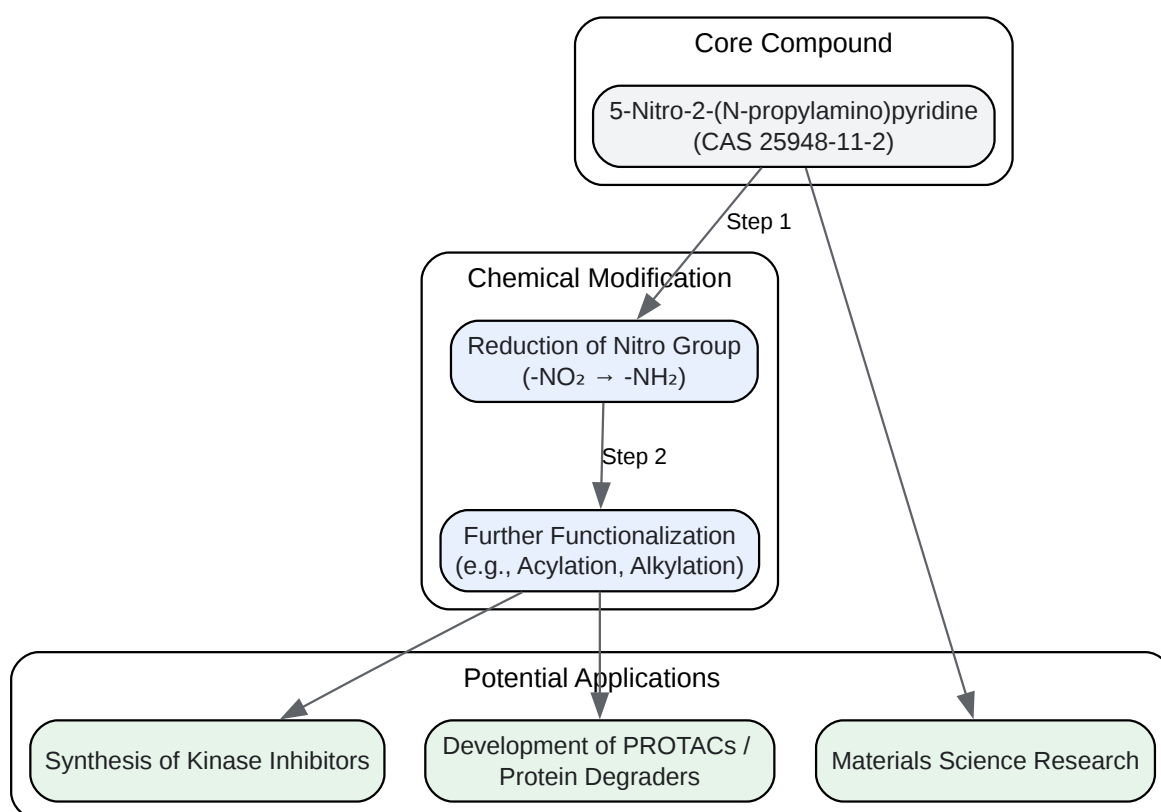 Core Compound
5-Nitro-2-(N-propylamino)pyridine
(CAS 25948-11-2)
Step 1
Chemical Modification
Reduction of Nitro Group
(-NO₂ → -NH₂)
Step 2
Further Functionalization
(e.g., Acylation, Alkylation)
Potential Applications
Synthesis of Kinase Inhibitors
Development of PROTACs /
Protein Degraders
Materials Science Research